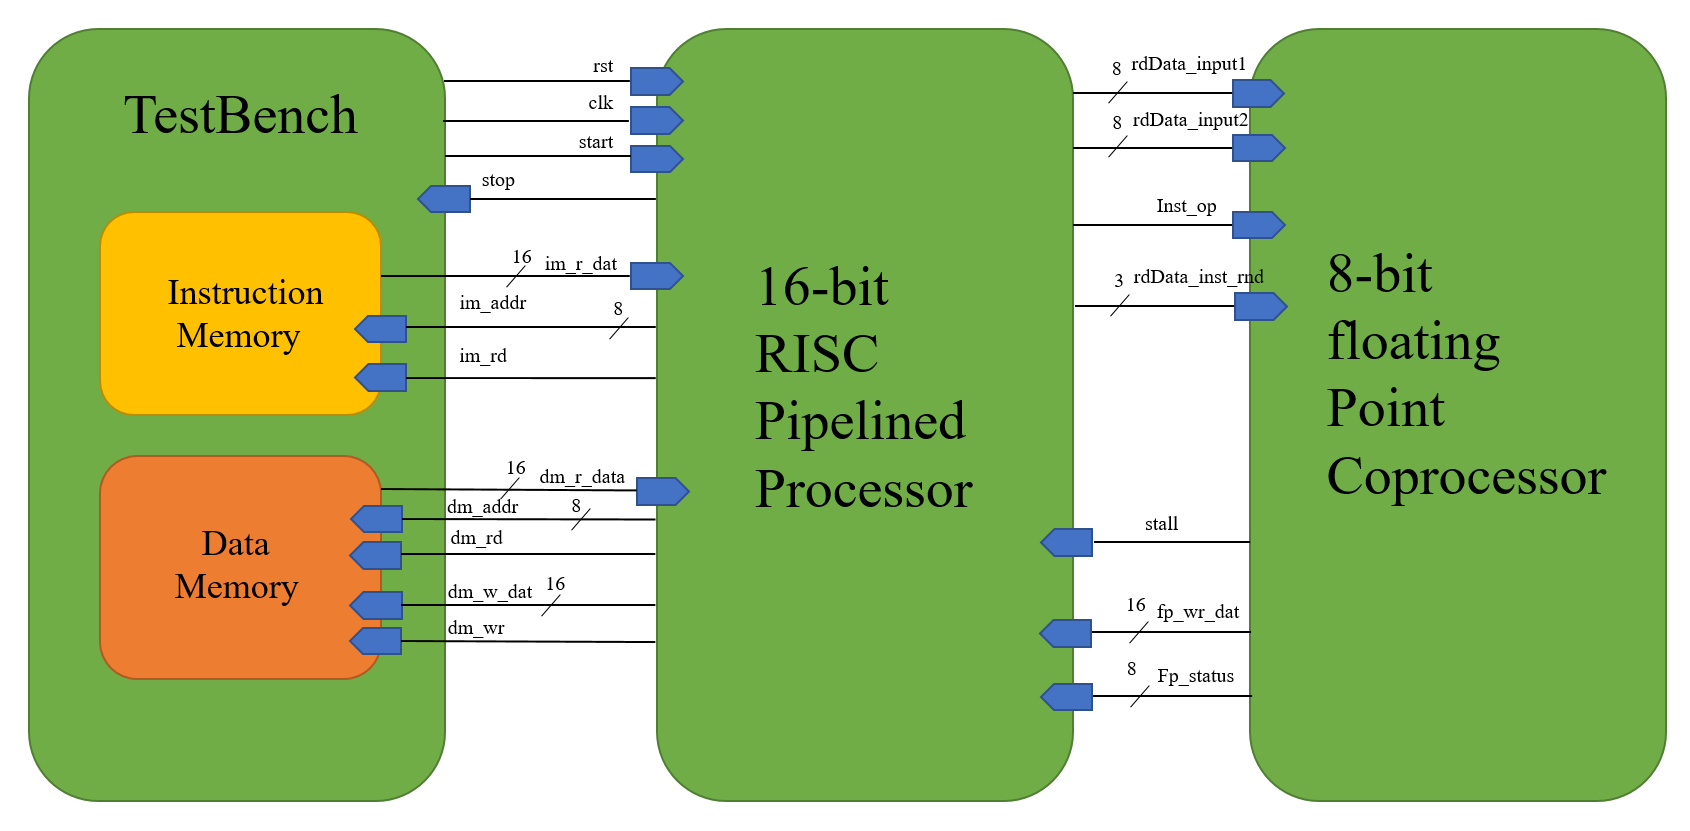 TestBench
Instruction
Memory
Data
Memory
rst
clk
start
stop
16 im_r_dat
im_addr 8
im_rd
16 dm_r_data
dm_addr 8
dm_rd
dm_w_dat 16
dm_wr
16-bit
RISC
Pipelined
Processor
8 rdData_input1
8 rdData_input2
Inst_op
3 rdData_inst_rnd
stall
16 fp_wr_dat
8 Fp_status
8-bit
floating
Point
Coprocessor